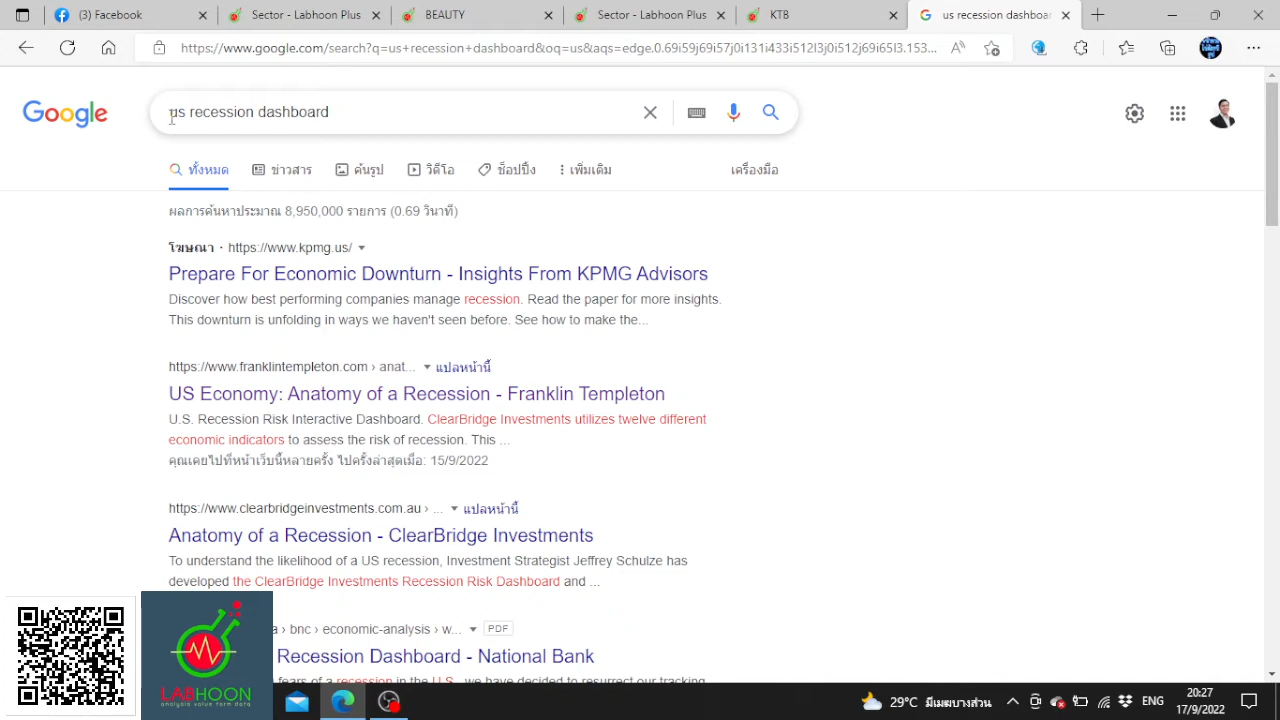 (3) Facebook
Sector - Labhoon Plus
BEAUTY
Sector - Labhoon Plus
KTB
us recession dashboa
https://www.google.com/search?q=us+recession+dashboard&oq=us&aqs=edge.0.69i59j69i57j0i131i433i512l3j0i512j69i65l3.153...
Google
us recession dashboard
ทั้งหมด
ข่าวสาร
ค้นรูป
วิดีโอ
ช็อปปิ้ง
เพิ่มเติม
เครื่องมือ
ผลการค้นหาประมาณ 8,950,000 รายการ (0.69 วินาที)
โฆษณา · https://www.kpmg.us/
Prepare For Economic Downturn - Insights From KPMG Advisors
Discover how best performing companies manage recession. Read the paper for more insights.
This downturn is unfolding in ways we haven't seen before. See how to make the...
https://www.franklintempleton.com › anat... แปลหน้านี้
US Economy: Anatomy of a Recession - Franklin Templeton
U.S. Recession Risk Interactive Dashboard. ClearBridge Investments utilizes twelve different
economic indicators to assess the risk of recession. This ...
คุณเคยไปที่หน้าเว็บนี้หลายครั้ง ไปครั้งล่าสุดเมื่อ: 15/9/2022
https://www.clearbridgeinvestments.com.au › ... แปลหน้านี้
Anatomy of a Recession - ClearBridge Investments
To understand the likelihood of a US recession, Investment Strategist Jeffrey Schulze has
developed the ClearBridge Investments Recession Risk Dashboard and ...
a › bnc › economic-analysis › w... PDF
Recession Dashboard - National Bank
fears of a recession in the U.S., we have decided to resurrect our tracking
LABHOON
analysis value form data
29°C มีเมฆบางส่วน
ENG
20:27
17/9/2022